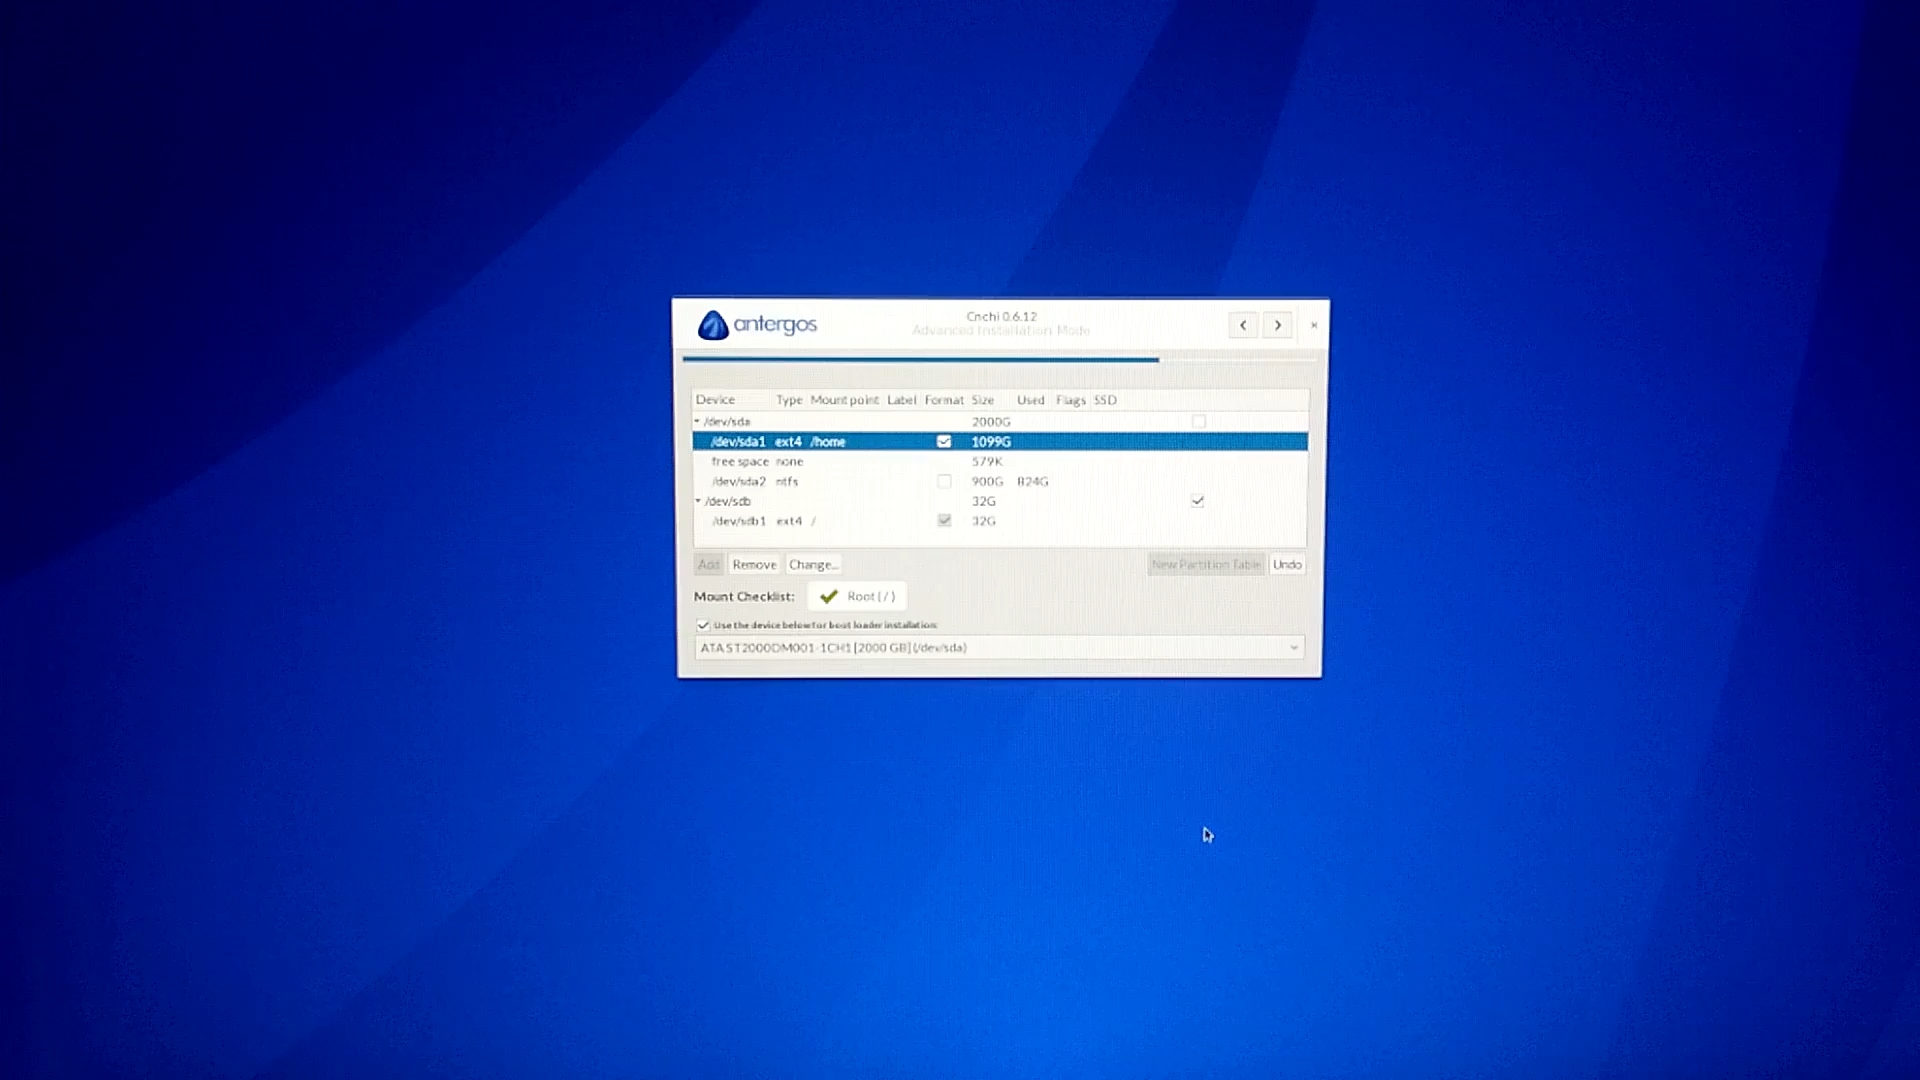 antergos
Cnchi 0.6.12
Advanced Installation Mode
Device Type Mount point Label Format Size Used Flags SSD
/dev/sda 2000G
/dev/sda1 ext4 /home 1099G
free space none 579K
/dev/sda2 ntfs 900G 824G
/dev/sdb 32G
/dev/sdb1 ext4 / 32G
Add Remove Change... New Partition Table Undo
Mount Checklist: Root ( / )
Use the device below for boot loader installation:
ATA ST2000DM001-1CH1 [2000 GB] (/dev/sda)